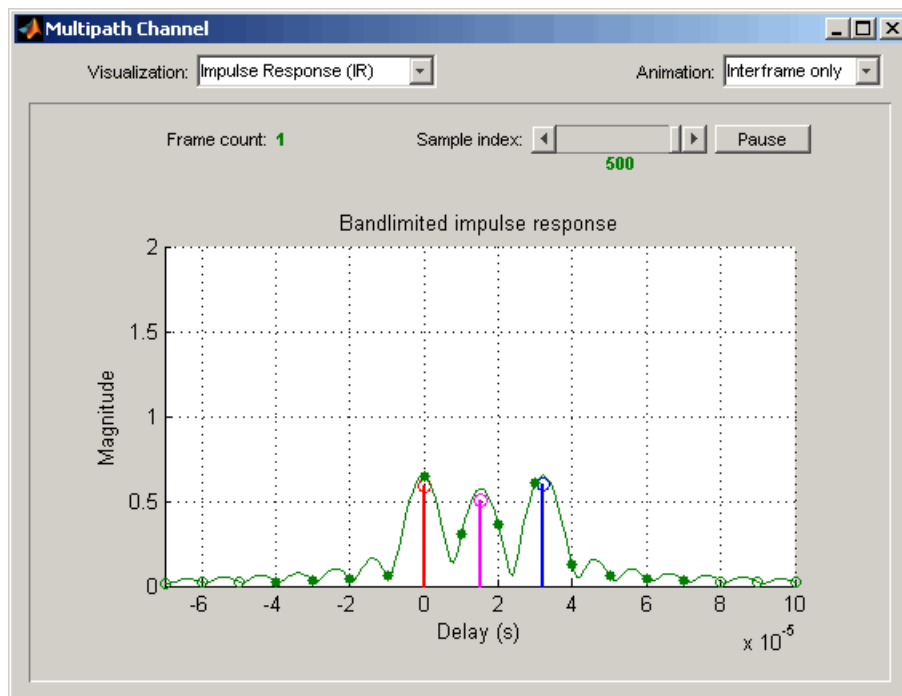 Multipath Channel
Visualization: Impulse Response (IR) Animation: Interframe only
Frame count: 1 Sample index: Pause
500
Bandlimited impulse response
2
1.5
1
0.5
0
Magnitude
-6 -4 -2 0 2 4 6 8 10
Delay (s)
x 10^-5